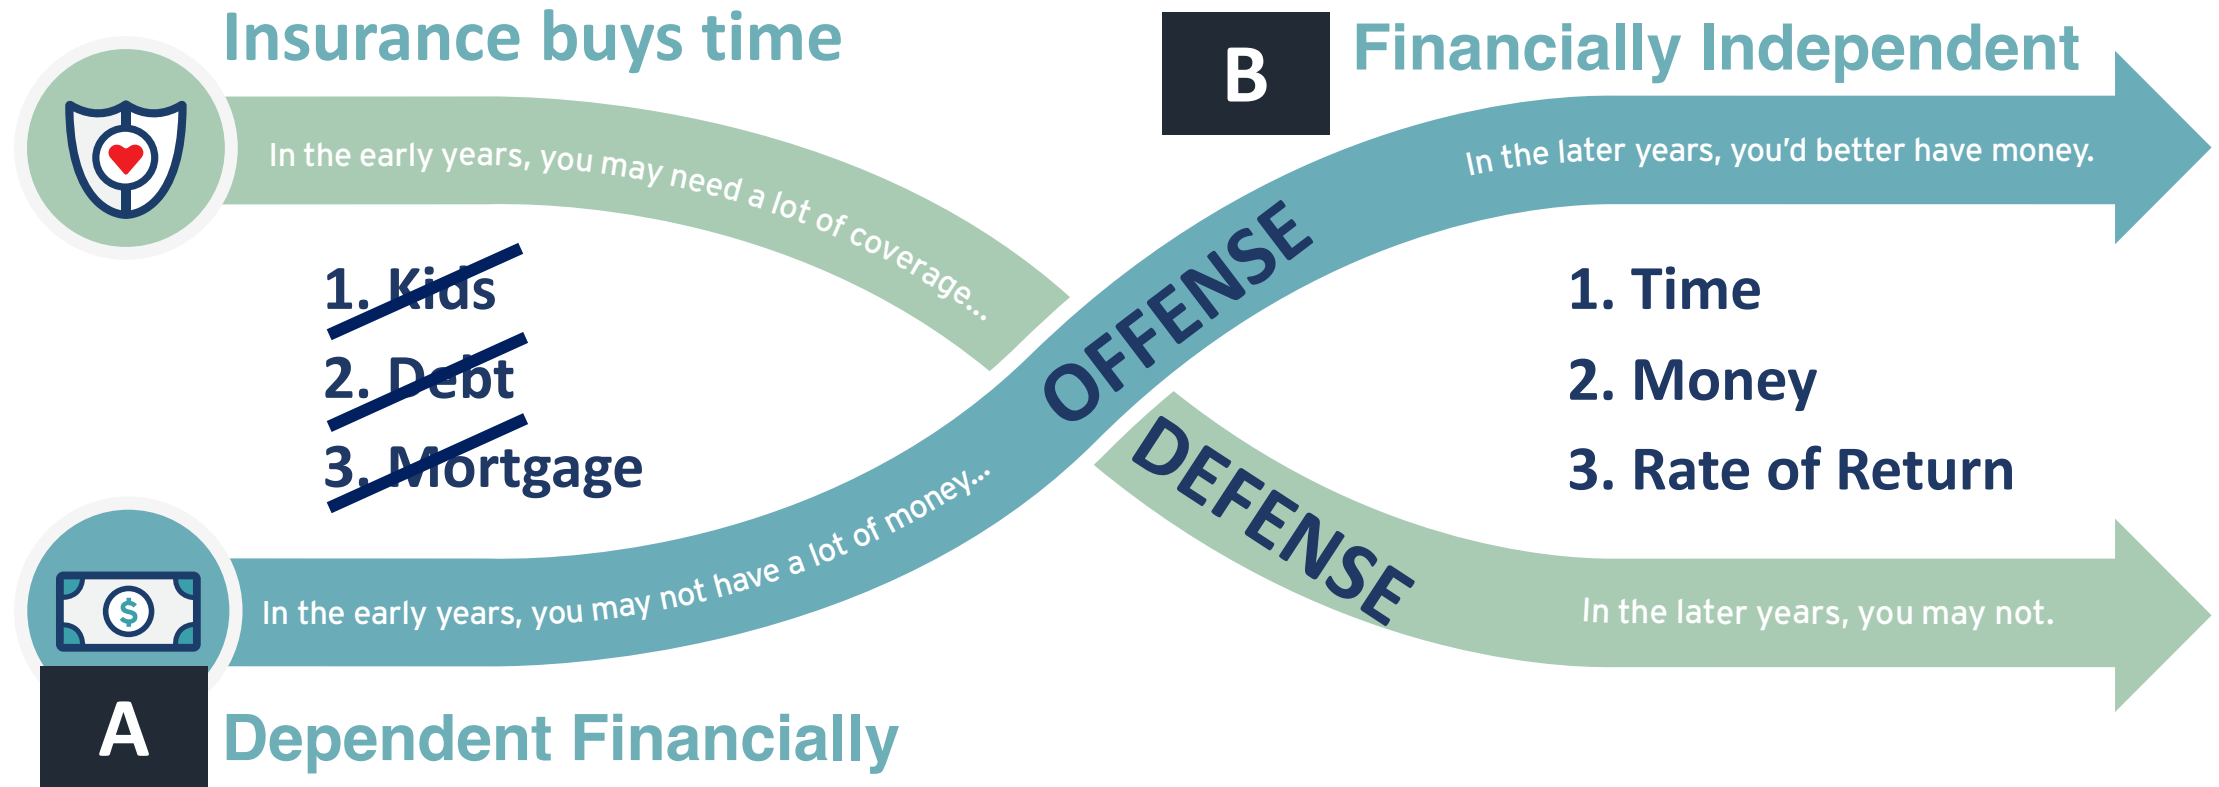 Insurance buys time
B
Financially Independent
In the early years, you may need a lot of coverage...
In the later years, you'd better have money.
1. Kids
2. Debt
3. Mortgage
OFFENSE
DEFENSE
1. Time
2. Money
3. Rate of Return
$
In the early years, you may not have a lot of money...
In the later years, you may not.
A
Dependent Financially